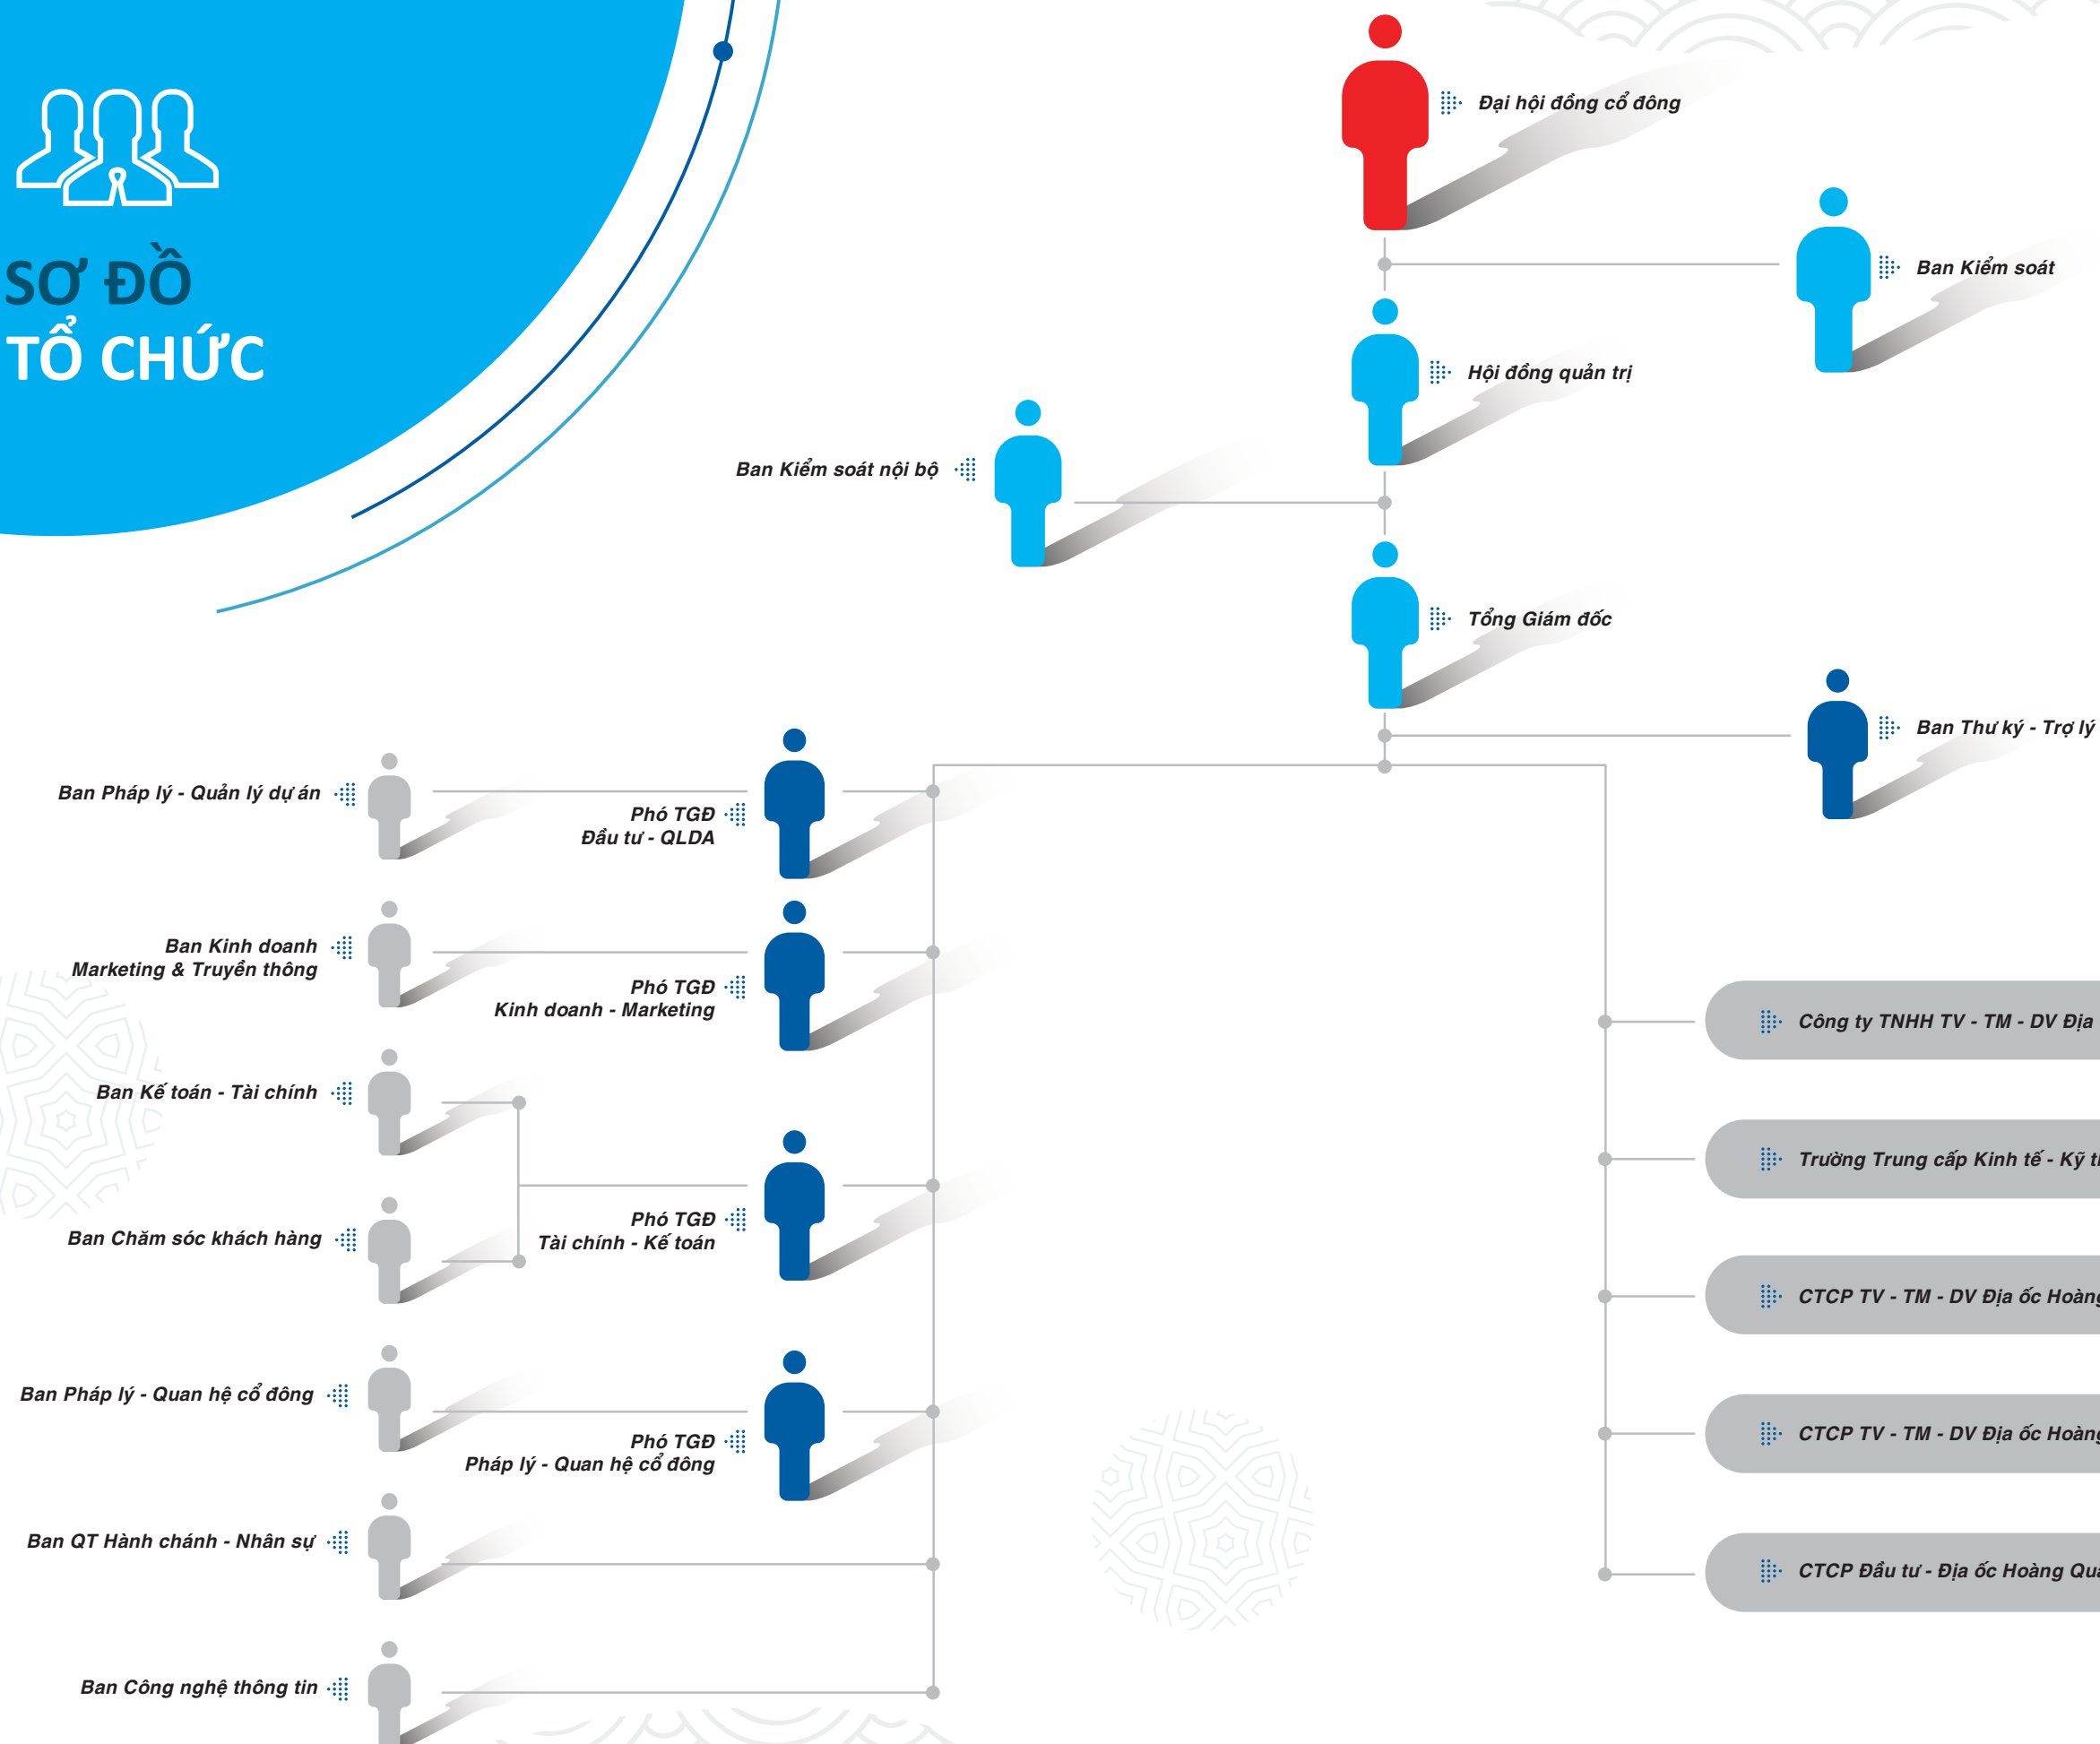 SƠ ĐỒ
TỔ CHỨC
Đại hội đồng cổ đông
Ban Kiểm soát
Hội đồng quản trị
Ban Kiểm soát nội bộ
Tổng Giám đốc
Ban Thư ký - Trợ lý
Ban Pháp lý - Quản lý dự án
Phó TGĐ
Đầu tư - QLDA
Ban Kinh doanh
Marketing & Truyền thông
Phó TGĐ
Kinh doanh - Marketing
Ban Kế toán - Tài chính
Ban Chăm sóc khách hàng
Phó TGĐ
Tài chính - Kế toán
Ban Pháp lý - Quan hệ cổ đông
Phó TGĐ
Pháp lý - Quan hệ cổ đông
Ban QT Hành chánh - Nhân sự
Ban Công nghệ thông tin
Công ty TNHH TV - TM - DV Địa
Trường Trung cấp Kinh tế - Kỹ
CTCP TV - TM - DV Địa ốc
CTCP TV - TM - DV Địa ốc
CTCP Đầu tư - Địa ốc Hoàng